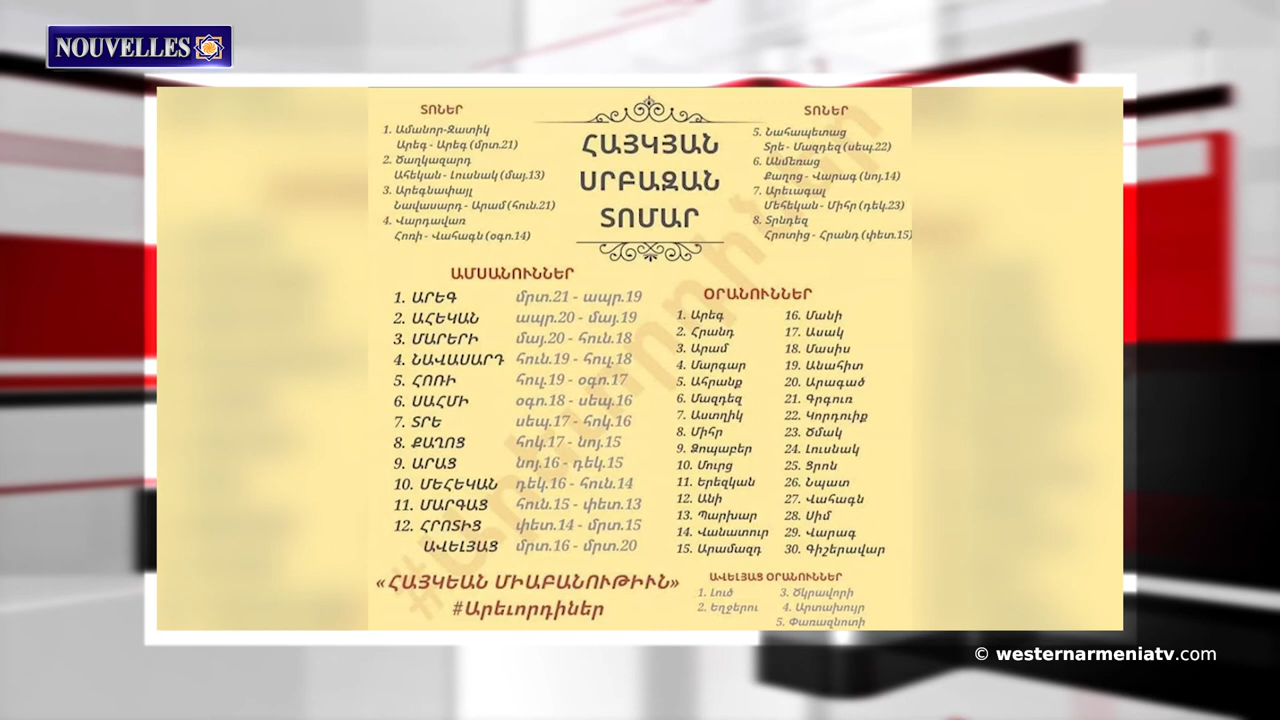 NOUVELLES
ՏՈՆԵՐ
1. Ամանոր-Զատիկ
Արեգ - Արեգ (մրտ.21)
2. Ծաղկազարդ
Ահեկան - Լուսնակ (մայ.13)
3. Արեգնափայլ
Նավասարդ - Արամ (հուն.21)
4. Վարդավառ
Հոռի - Վահագն (օգո.14)
ՀԱՅԿՅԱՆ
ՍՐԲԱԶԱՆ
ՏՈՄԱՐ
ՏՈՆԵՐ
5. Նահապետաց
Տրե - Մազդեզ (սեպ.22)
6. Անմեռաց
Քաղոց - Վարագ (նոյ.14)
7. Արեւագալ
Մեհեկան - Միհր (դեկ.23)
8. Տրնդեզ
Հրոտից - Հրանդ (փետ.15)
ԱՄՍԱՆՈՒՆՆԵՐ
1. ԱՐԵԳ մրտ.21 - ապր.19
2. ԱՀԵԿԱՆ ապր.20 - մայ.19
3. ՄԱՐԵՐԻ մայ.20 - հուն.18
4. ՆԱՎԱՍԱՐԴ հուն.19 - հուլ.18
5. ՀՈՌԻ հուլ.19 - օգո.17
6. ՍԱՀՄԻ օգո.18 - սեպ.16
7. ՏՐԵ սեպ.17 - հոկ.16
8. ՔԱՂՈՑ հոկ.17 - նոյ.15
9. ԱՐԱՑ նոյ.16 - դեկ.15
10. ՄԵՀԵԿԱՆ դեկ.16 - հուն.14
11. ՄԱՐԳԱՑ հուն.15 - փետ.13
12. ՀՐՈՏԻՑ փետ.14 - մրտ.15
ԱՎԵԼՅԱՑ մրտ.16 - մրտ.20
«ՀԱՅԿԵԱՆ ՄԻԱԲԱՆՈՒԹԻՒՆ»
#Արեւորդիներ
ՕՐԱՆՈՒՆՆԵՐ
1. Արեգ
2. Հրանդ
3. Արամ
4. Մարգար
5. Ահրանք
6. Մազդեզ
7. Աստղիկ
8. Միհր
9. Ձոպաբեր
10. Մուրց
11. Երեզկան
12. Անի
13. Պարխար
14. Վանատուր
15. Արամազդ
16. Մանի
17. Ասակ
18. Մասիս
19. Անահիտ
20. Արագած
21. Գրգուռ
22. Կորդուիք
23. Ծմակ
24. Լուսնակ
25. Ցրոն
26. Նպատ
27. Վահագն
28. Սիմ
29. Վարագ
30. Գիշերավար
ԱՎԵԼՅԱՑ ՕՐԱՆՈՒՆՆԵՐ
1. Լուծ
2. Եղջերու
3. Ծկրավորի
4. Արտախույր
5. Փառազնոտի
© westernarmeniatv.com